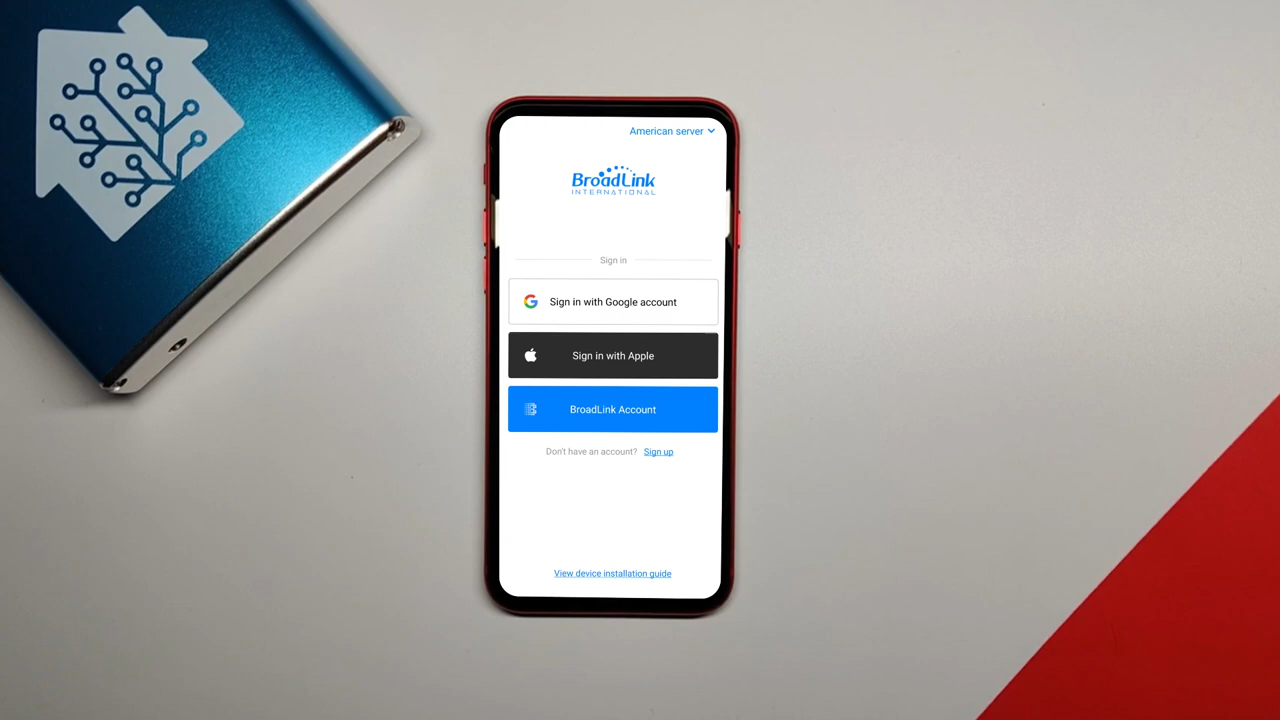 American server
BroadLink
INTERNATIONAL
Sign in
Sign in with Google account
Sign in with Apple
BroadLink Account
Don't have an account? Sign up
View device installation guide